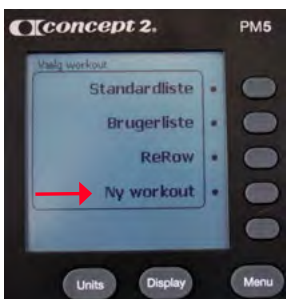 concept 2.
PM5
Vælg workout
Standardliste
Brugerliste
ReRow
Ny workout
Units
Display
Menu